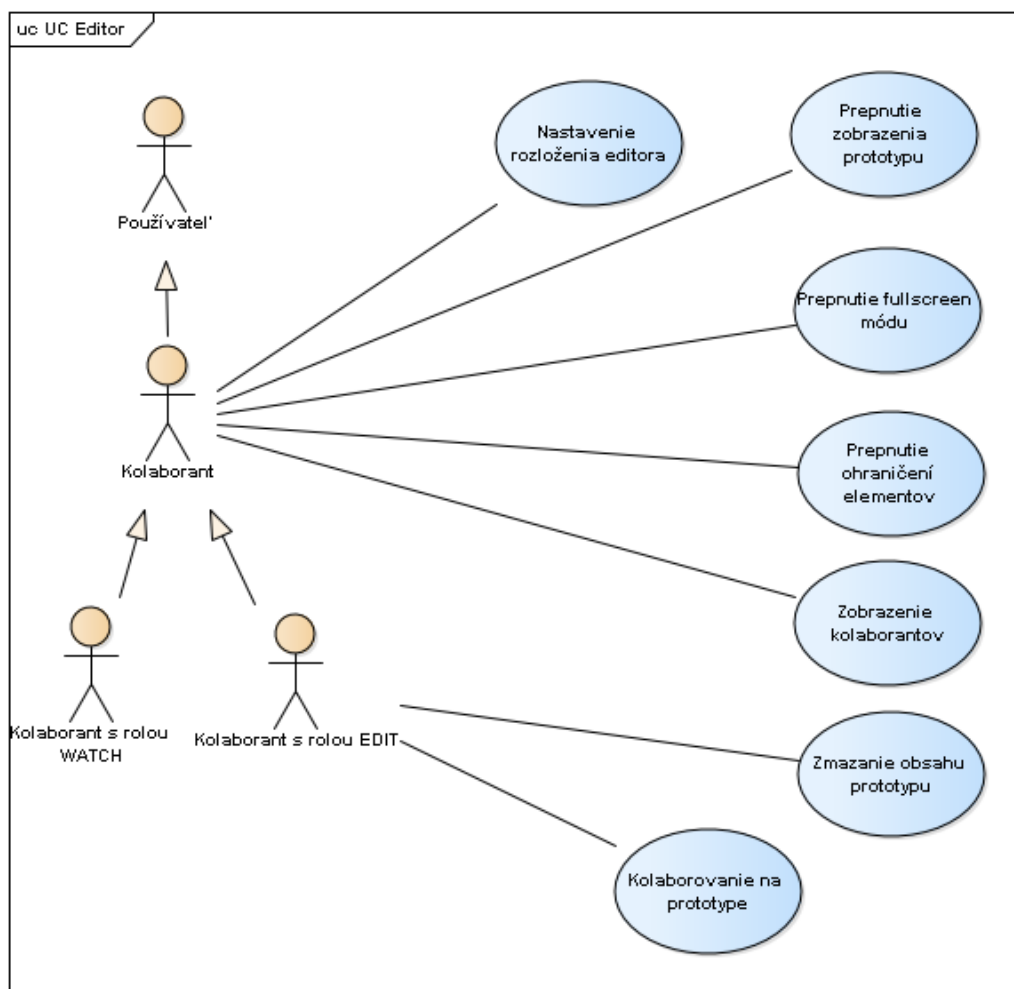 uc UC Editor
Používateľ
Kolaborant
Kolaborant s rolou
WATCH
Kolaborant s rolou EDIT
Nastavenie
rozloženia editora
Prepnutie
zobrazenia
prototypu
Prepnutie fullscreen
módu
Prepnutie
ohraničení
elementov
Zobrazenie
kolaborantov
Zmazanie obsahu
prototypu
Kolaborovanie na
prototype